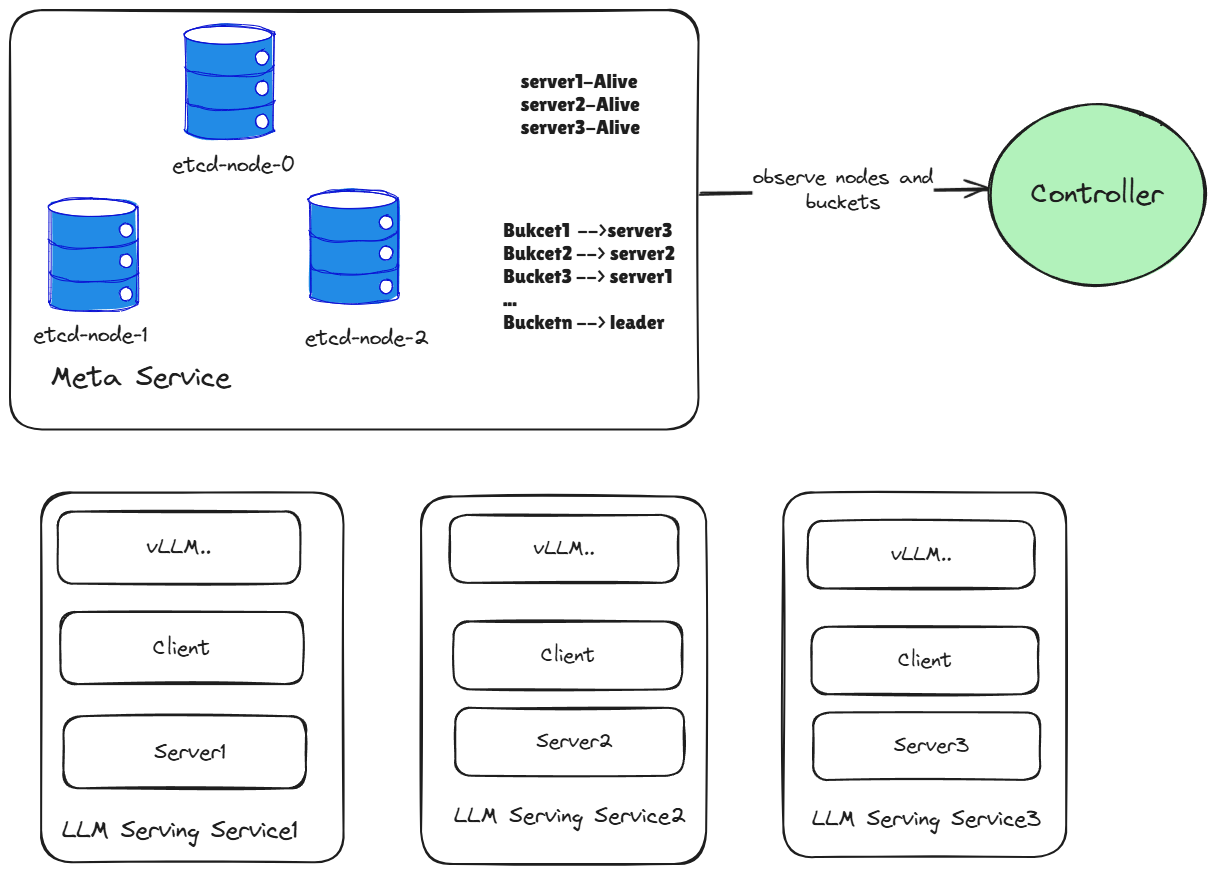 server1-Alive
server2-Alive
server3-Alive
etcd-node-0
observe nodes and
buckets
Controller
Bukcet1 -->server3
Bukcet2 --> server2
Bucket3 --> server1
...
Bucketn --> leader
etcd-node-1
etcd-node-2
Meta Service
vLLM..
Client
Server1
LLM Serving Service1
vLLM..
Client
Server2
LLM Serving Service2
vLLM..
Client
Server3
LLM Serving Service3